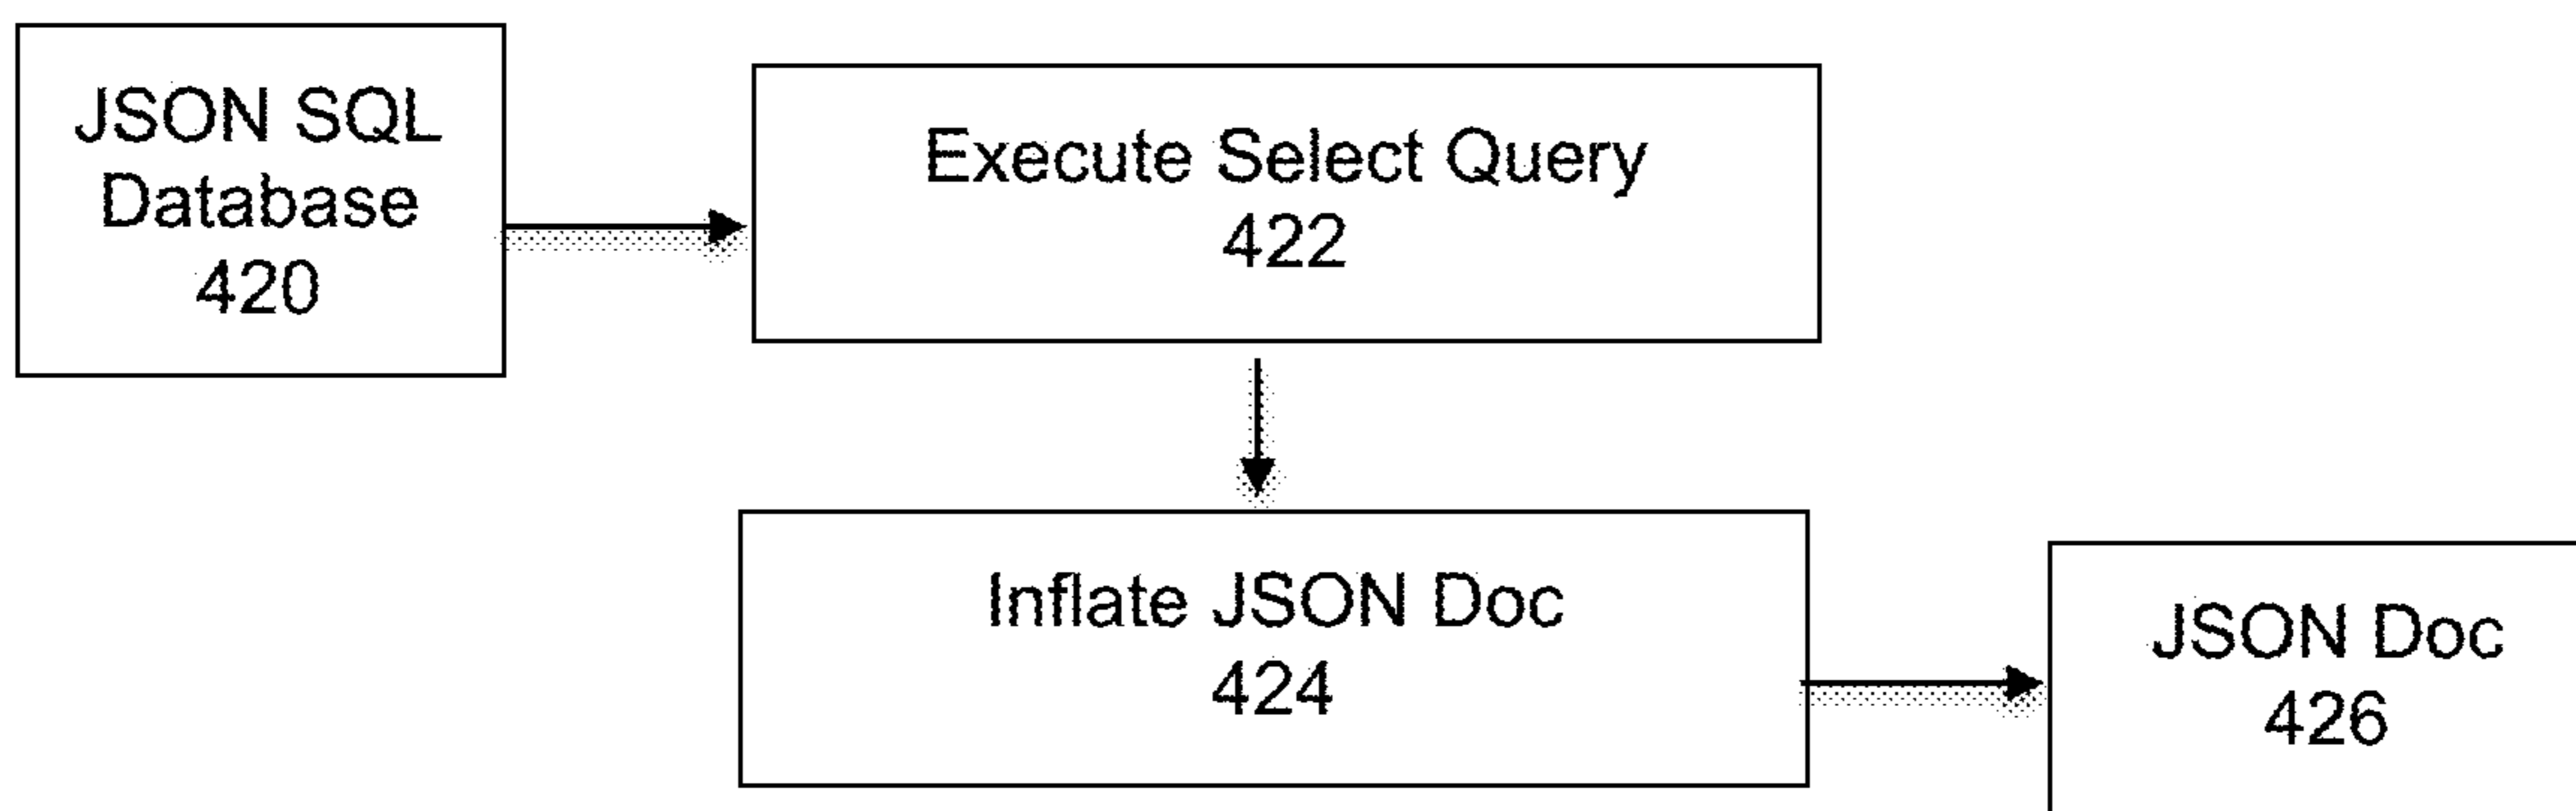 JSON SQL
Database
420
Execute Select Query
422
Inflate JSON Doc
424
JSON Doc
426